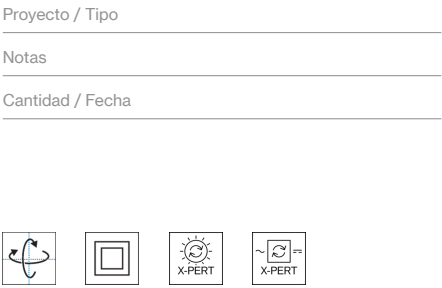 Proyecto / Tipo
Notas
Cantidad / Fecha
X-PERT X-PERT